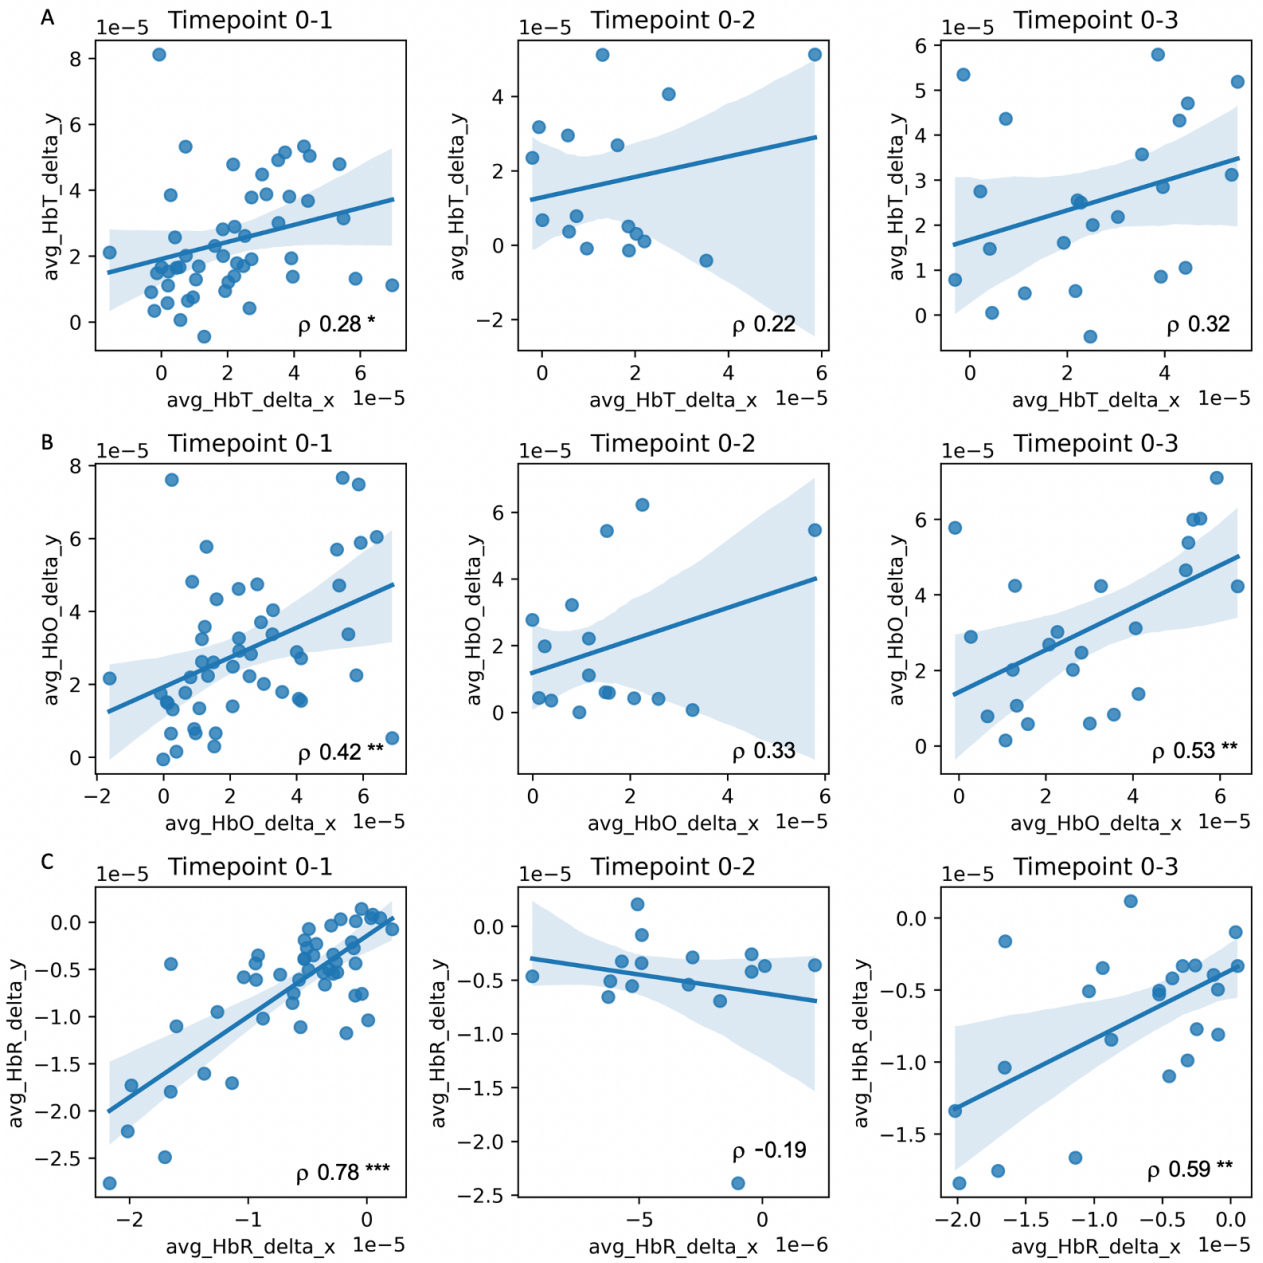 A
Timepoint 0-1
Timepoint 0-2
Timepoint 0-3
1e−5
1e−5
1e−5
avg_HbT_delta_y
8
6
4
2
0
ρ 0.28 *
0 2 4 6
avg_HbT_delta_x 1e−5
avg_HbT_delta_y
4
2
0
−2
ρ 0.22
0 2 4 6
avg_HbT_delta_x 1e−5
avg_HbT_delta_y
6
5
4
3
2
1
0
ρ 0.32
0 2 4
avg_HbT_delta_x 1e−5
B
Timepoint 0-1
Timepoint 0-2
Timepoint 0-3
1e−5
1e−5
1e−5
avg_HbO_delta_y
8
6
4
2
0
ρ 0.42 **
−2 0 2 4 6
avg_HbO_delta_x 1e−5
avg_HbO_delta_y
6
4
2
0
ρ 0.33
0 2 4 6
avg_HbO_delta_x 1e−5
avg_HbO_delta_y
6
4
2
0
ρ 0.53 **
0 2 4 6
avg_HbO_delta_x 1e−5
C
Timepoint 0-1
Timepoint 0-2
Timepoint 0-3
1e−5
1e−5
1e−5
avg_HbR_delta_y
0.0
−0.5
−1.0
−1.5
−2.0
−2.5
ρ 0.78 ***
−2 −1 0
avg_HbR_delta_x 1e−5
avg_HbR_delta_y
0.0
−0.5
−1.0
−1.5
−2.0
−2.5
ρ −0.19
−5 0
avg_HbR_delta_x 1e−6
avg_HbR_delta_y
0.0
−0.5
−1.0
−1.5
ρ 0.59 **
−2.0 −1.5 −1.0 −0.5 0.0
avg_HbR_delta_x 1e−5